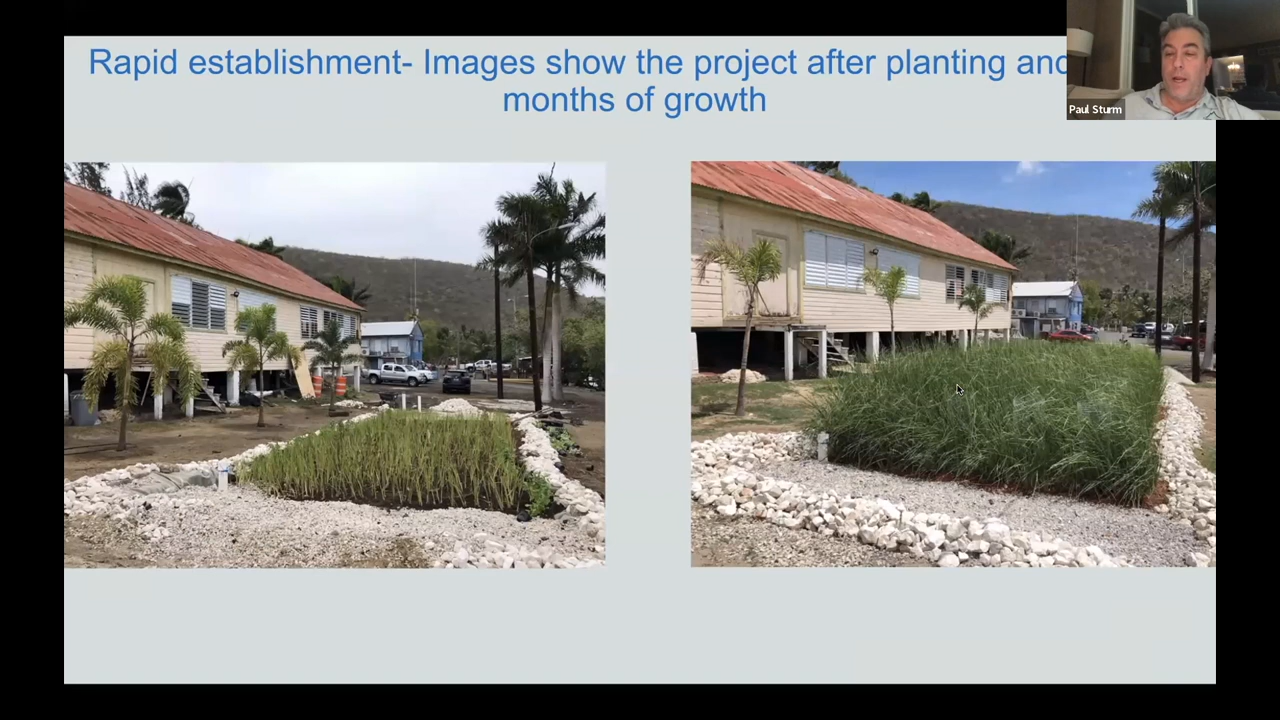 Rapid establishment- Images show the project after planting and
months of growth
Paul Sturm